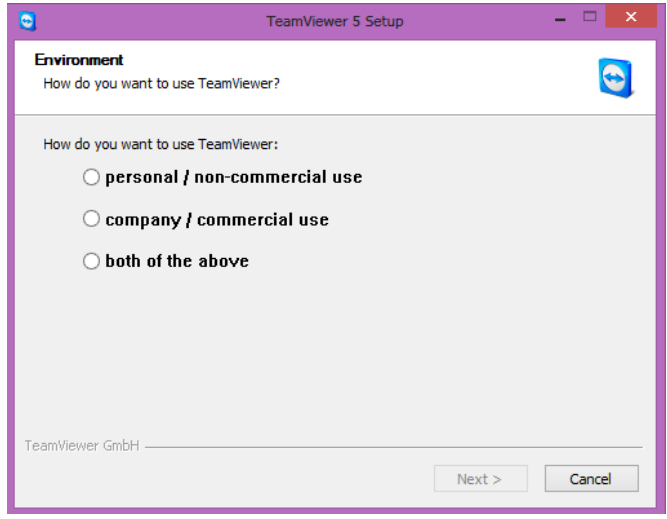 TeamViewer 5 Setup
Environment
How do you want to use TeamViewer?
How do you want to use TeamViewer:
personal / non-commercial use
company / commercial use
both of the above
TeamViewer GmbH
Next >
Cancel